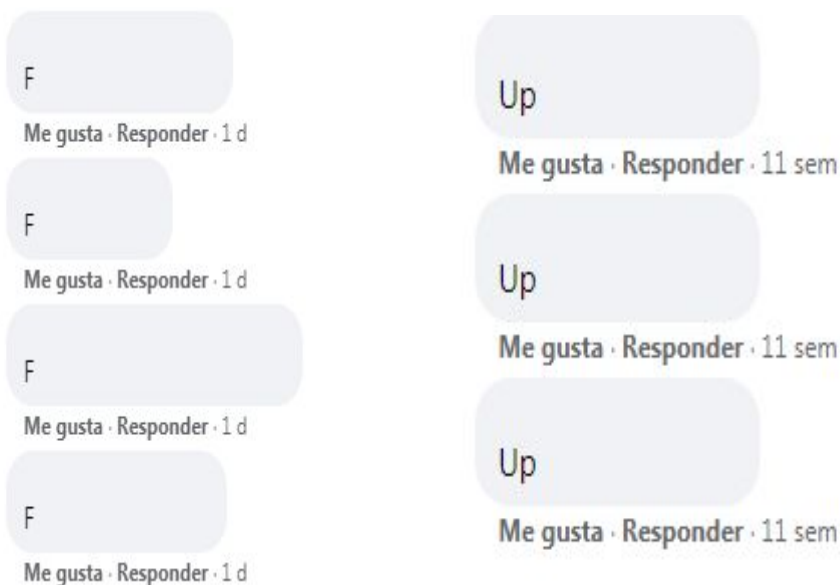 F
Me gusta · Responder · 1 d
F
Me gusta · Responder · 1 d
F
Me gusta · Responder · 1 d
F
Me gusta · Responder · 1 d
Up
Me gusta · Responder · 11 sem
Up
Me gusta · Responder · 11 sem
Up
Me gusta · Responder · 11 sem